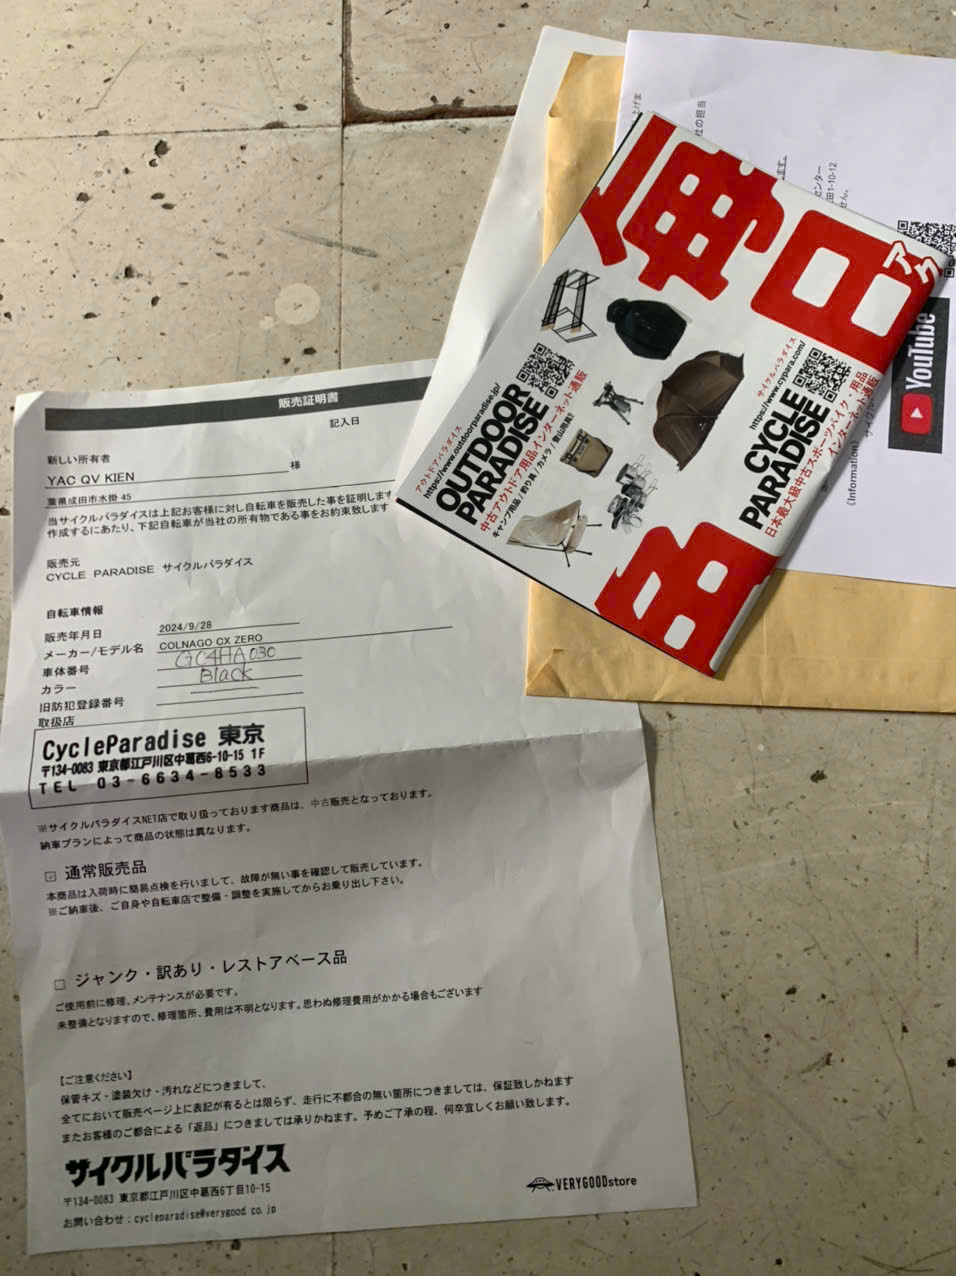 販売証明書
記入日
新しい所有者
YAC QV KIEN 様
葉県成田市水掛 45
当サイクルパラダイスは上記お客様に対し自転車を販売した事を証明します
作成するにあたり、下記自転車が当社の所有物である事をお約束致します
販売元
CYCLE PARADISE サイクルパラダイス
自転車情報
販売年月日 2024/9/28
メーカー/モデル名 COLNAGO CX ZERO
車体番号 GC4HA030
カラー Black
旧防犯登録番号
取扱店
CycleParadise 東京
〒134-0083 東京都江戸川区中葛西6-10-15 1F
TEL 03-6634-8533
※サイクルパラダイスNET店で取り扱っております商品は、中古販売となっております。
納車プランによって商品の状態は異なります。
☑ 通常販売品
本商品は入荷時に簡易点検を行いまして、故障が無い事を確認して販売しています。
※ご納車後、ご自身や自転車店で整備・調整を実施してからお乗り出し下さい。
□ ジャンク・訳あり・レストアベース品
ご使用前に修理、メンテナンスが必要です。
未整備となりますので、修理箇所、費用は不明となります。思わぬ修理費用がかかる場合もございます
【ご注意ください】
保管キズ・塗装欠け・汚れなどにつきまして、
全てにおいて販売ページ上に表記が有るとは限らず、走行に不都合の無い箇所につきましては、保証致しかねます
またお客様のご都合による「返品」につきましては承りかねます。予めご了承の程、何卒宜しくお願い致します。
サイクルパラダイス
〒134-0083 東京都江戸川区中葛西6丁目10-15
お問い合わせ：cycleparadise@verygood.co.jp
VERYGOODstore
毎日
アク
アウトドアパラダイス
https://www.outdoorparadise.jp/
OUTDOOR
PARADISE
中古アウトドア用品インターネット通販
キャンプ用品/釣り具/カメラ/登山用具?
サイクルパラダイス
https://www.cypara.com/
CYCLE
PARADISE
日本最大級中古スポーツバイク・用品
インターネット通販
上げま
社の担当
ます。
センター
田1-10-12
せん。
YouTube
《Information》 サイクル